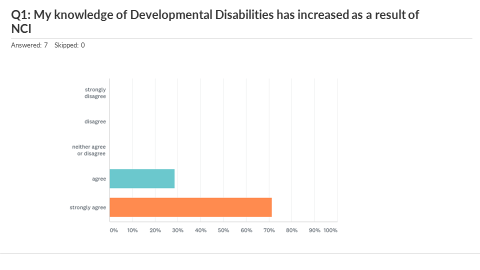 Q1: My knowledge of Developmental Disabilities has increased as a result of
NCI
Answered: 7 Skipped: 0
strongly
disagree
disagree
neither agree
or disagree
agree
strongly agree
0% 10% 20% 30% 40% 50% 60% 70% 80% 90% 100%